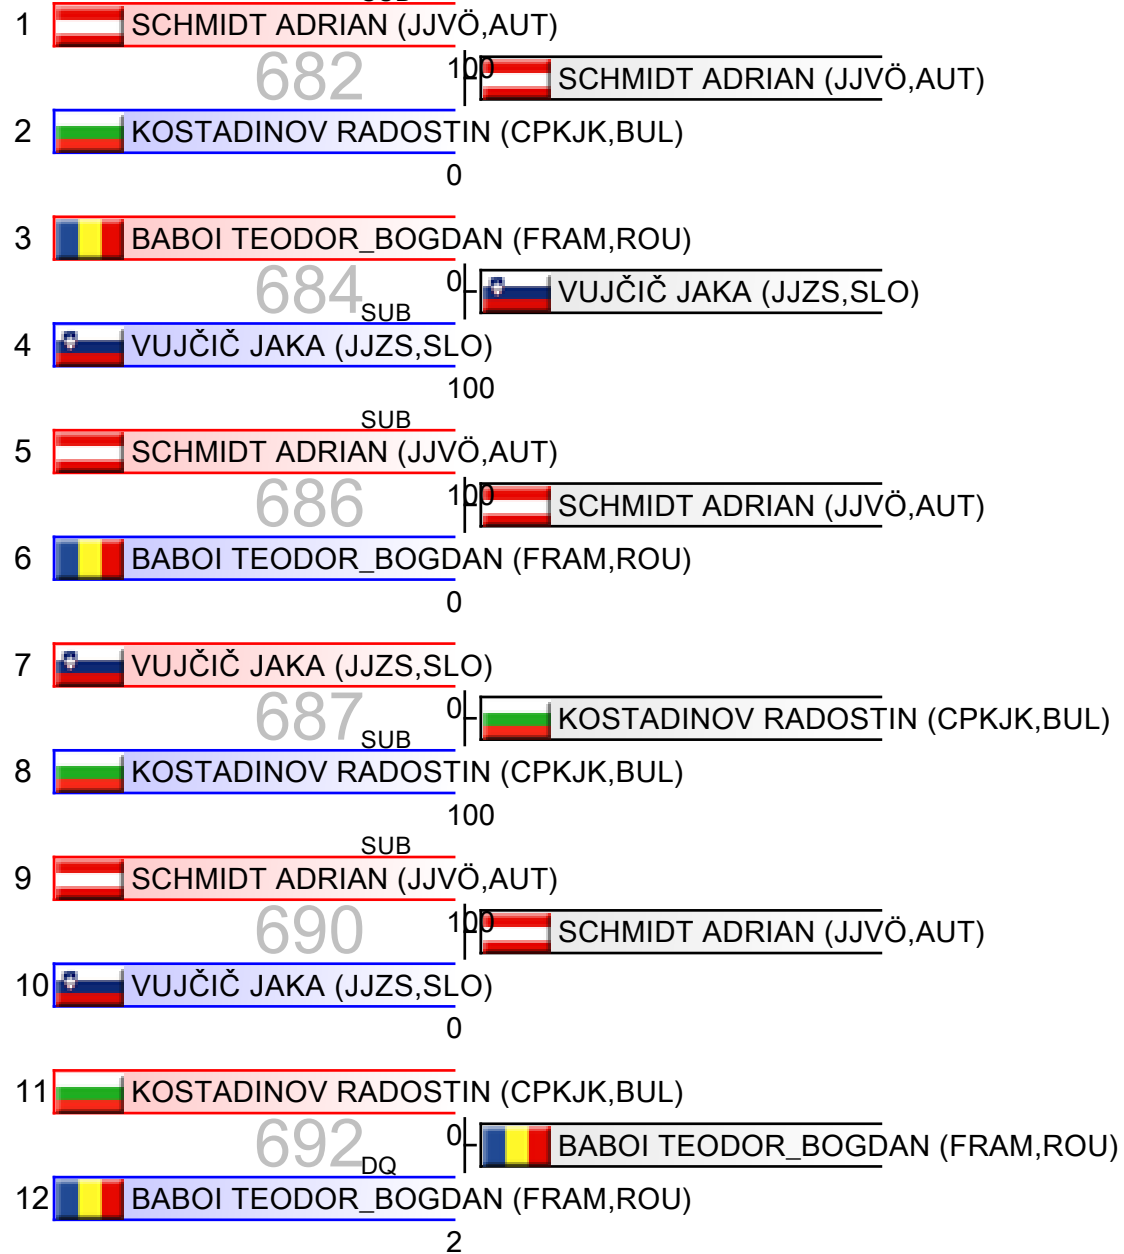 SUB
1 SCHMIDT ADRIAN (JJVÖ,AUT)
682 100 SCHMIDT ADRIAN (JJVÖ,AUT)
2 KOSTADINOV RADOSTIN (CPKJK,BUL)
0
3 BABOI TEODOR_BOGDAN (FRAM,ROU)
684 0 VUJČIČ JAKA (JJZS,SLO)
SUB
4 VUJČIČ JAKA (JJZS,SLO)
100
SUB
5 SCHMIDT ADRIAN (JJVÖ,AUT)
686 100 SCHMIDT ADRIAN (JJVÖ,AUT)
6 BABOI TEODOR_BOGDAN (FRAM,ROU)
0
7 VUJČIČ JAKA (JJZS,SLO)
687 0 KOSTADINOV RADOSTIN (CPKJK,BUL)
SUB
8 KOSTADINOV RADOSTIN (CPKJK,BUL)
100
SUB
9 SCHMIDT ADRIAN (JJVÖ,AUT)
690 100 SCHMIDT ADRIAN (JJVÖ,AUT)
10 VUJČIČ JAKA (JJZS,SLO)
0
11 KOSTADINOV RADOSTIN (CPKJK,BUL)
692 0 BABOI TEODOR_BOGDAN (FRAM,ROU)
DQ
12 BABOI TEODOR_BOGDAN (FRAM,ROU)
2